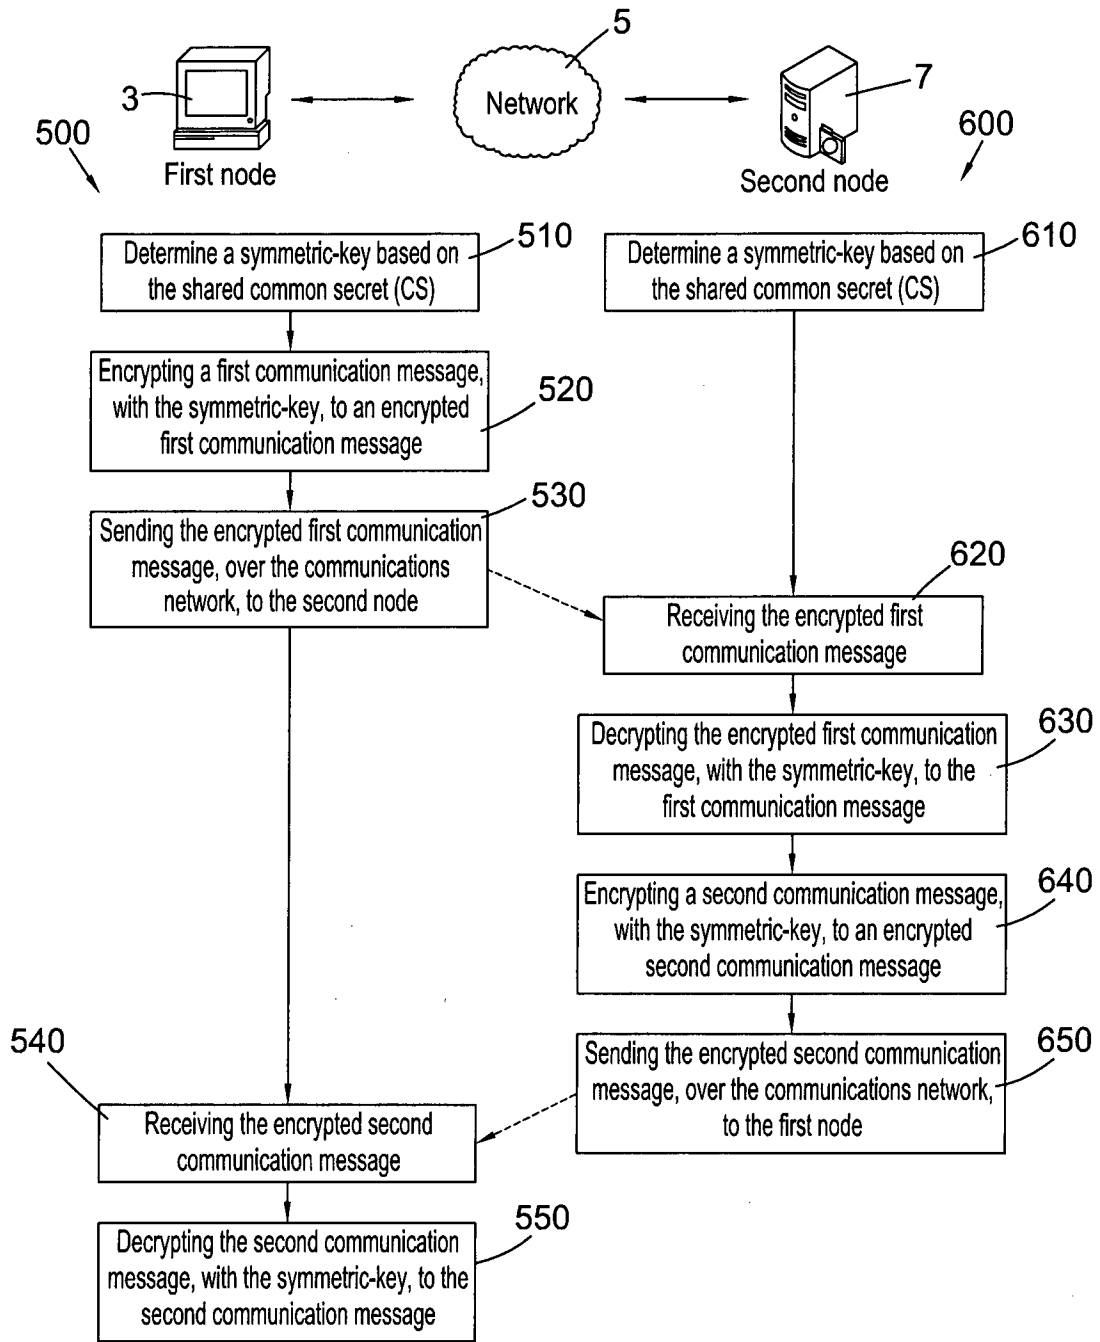 5
Network
3
7
500
600
First node
Second node
510
Determine a symmetric-key based on
the shared common secret (CS)
610
Determine a symmetric-key based on
the shared common secret (CS)
Encrypting a first communication message,
with the symmetric-key, to an encrypted
first communication message
520
530
Sending the encrypted first communication
message, over the communications
network, to the second node
620
Receiving the encrypted first
communication message
630
Decrypting the encrypted first communication
message, with the symmetric-key, to the
first communication message
640
Encrypting a second communication message,
with the symmetric-key, to an encrypted
second communication message
650
Sending the encrypted second communication
message, over the communications network,
to the first node
540
Receiving the encrypted second
communication message
550
Decrypting the second communication
message, with the symmetric-key, to the
second communication message